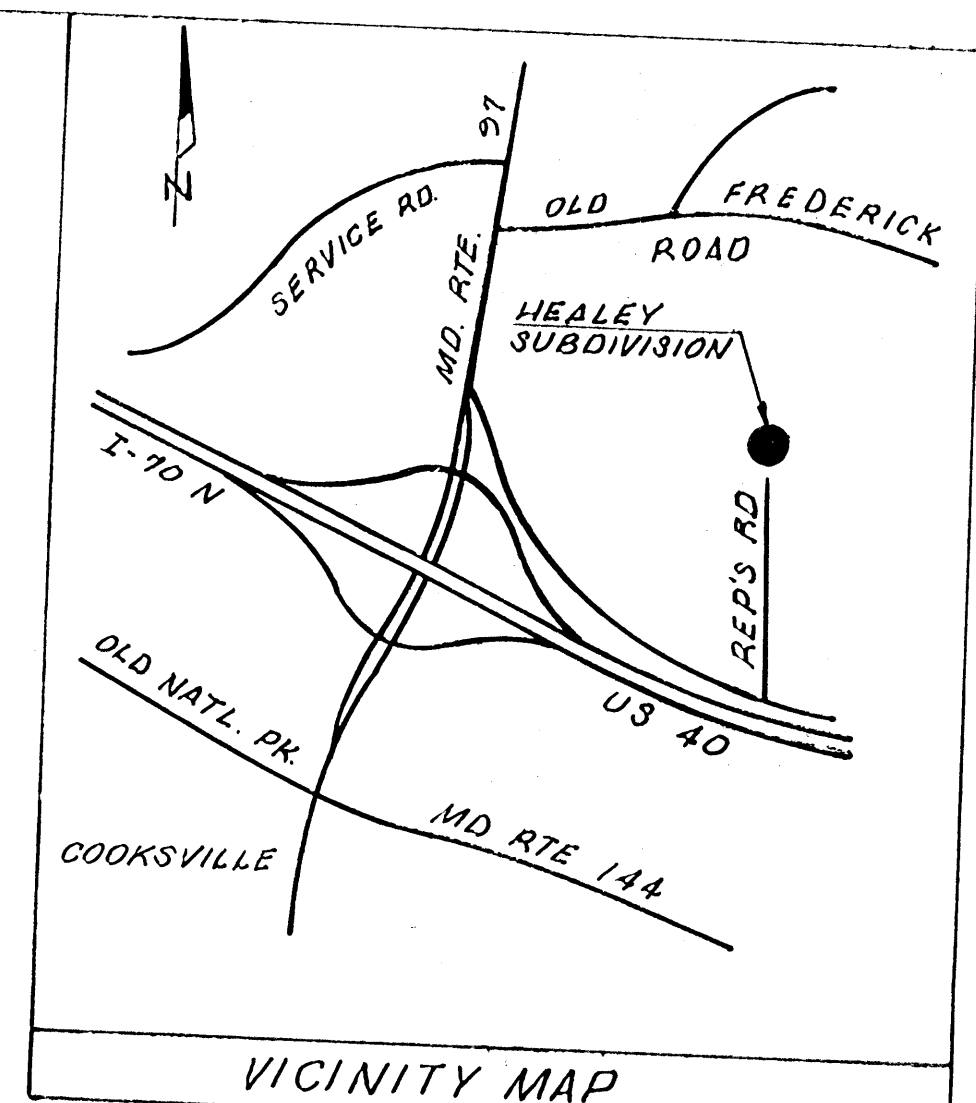 N
97
SERVICE RD.
OLD FREDERICK
ROAD
MD. RTE.
HEALEY
SUBDIVISION
I-70 N
REP'S RD
OLD NATL. PK.
US 40
MD RTE 144
COOKSVILLE
VICINITY MAP